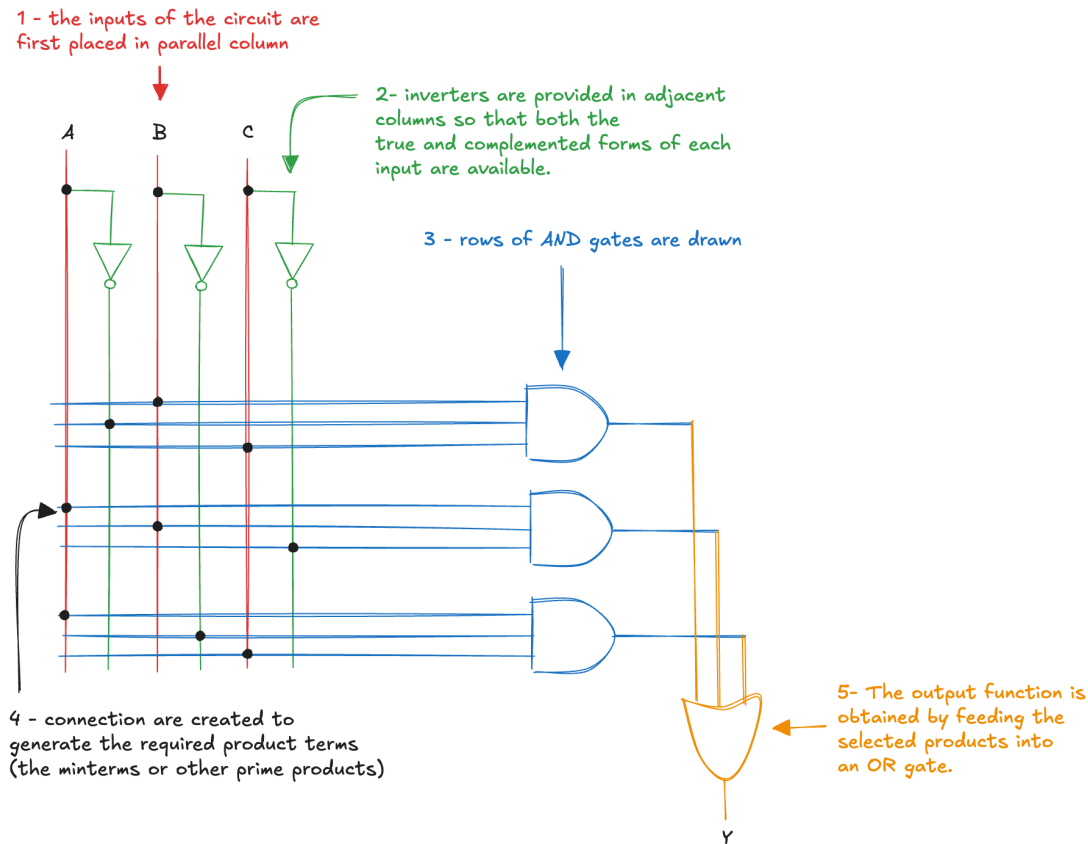 1 - the inputs of the circuit are
first placed in parallel column
2- inverters are provided in adjacent
columns so that both the
true and complemented forms of each
input are available.
A
B
C
3 - rows of AND gates are drawn
4 - connection are created to
generate the required product terms
(the minterms or other prime products)
5- The output function is
obtained by feeding the
selected products into
an OR gate.
Y